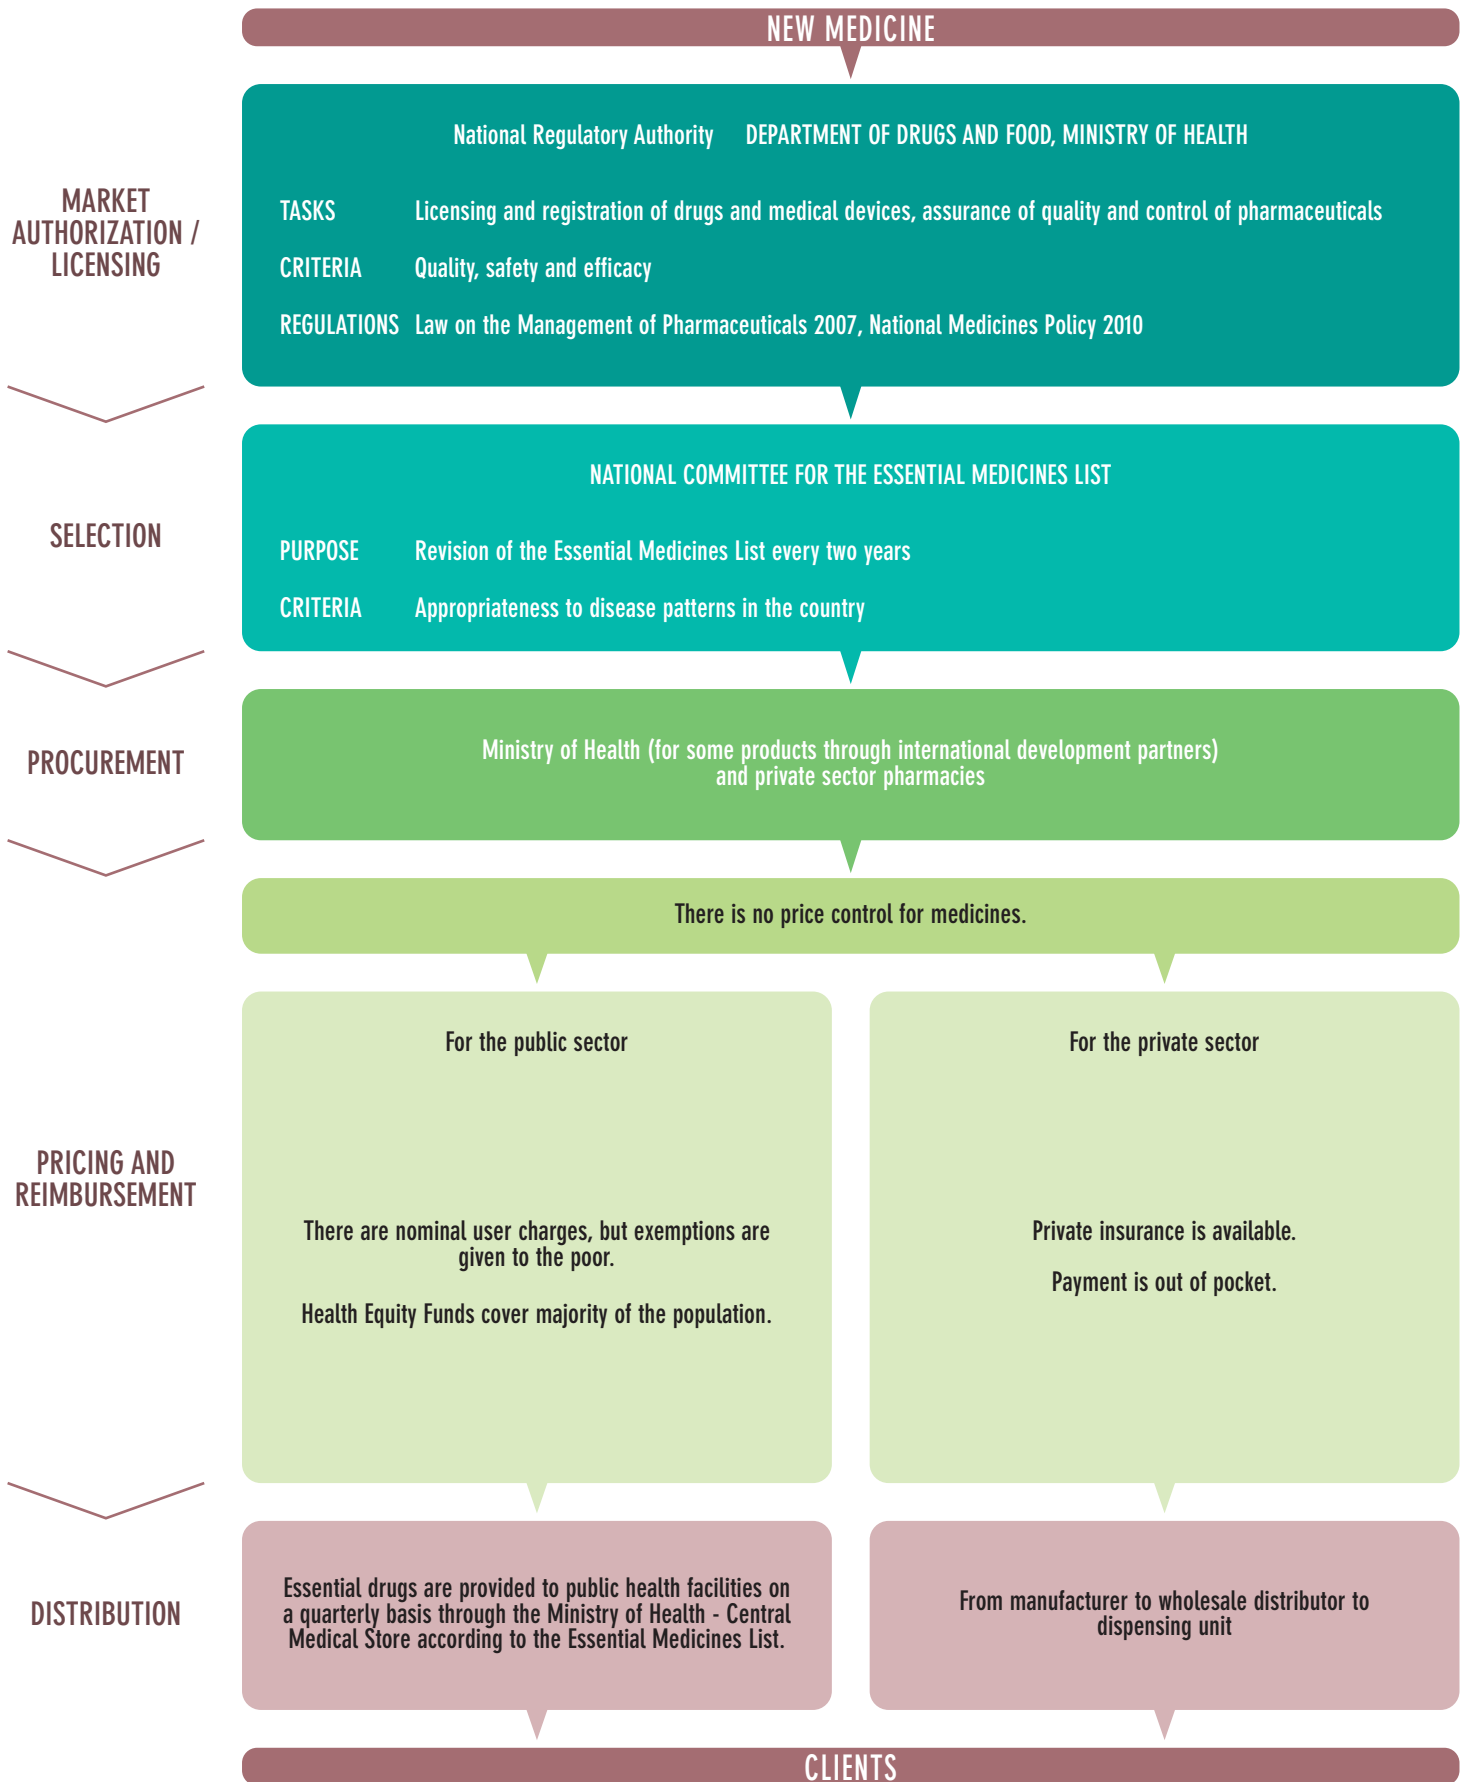 NEW MEDICINE
MARKET
AUTHORIZATION /
LICENSING
National Regulatory Authority DEPARTMENT OF DRUGS AND FOOD, MINISTRY OF HEALTH
TASKS Licensing and registration of drugs and medical devices, assurance of quality and control of pharmaceuticals
CRITERIA Quality, safety and efficacy
REGULATIONS Law on the Management of Pharmaceuticals 2007, National Medicines Policy 2010
SELECTION
NATIONAL COMMITTEE FOR THE ESSENTIAL MEDICINES LIST
PURPOSE Revision of the Essential Medicines List every two years
CRITERIA Appropriateness to disease patterns in the country
PROCUREMENT
Ministry of Health (for some products through international development partners)
and private sector pharmacies
PRICING AND
REIMBURSEMENT
There is no price control for medicines.
For the public sector
There are nominal user charges, but exemptions are
given to the poor.
Health Equity Funds cover majority of the population.
For the private sector
Private insurance is available.
Payment is out of pocket.
DISTRIBUTION
Essential drugs are provided to public health facilities on
a quarterly basis through the Ministry of Health - Central
Medical Store according to the Essential Medicines List.
From manufacturer to wholesale distributor to
dispensing unit
CLIENTS